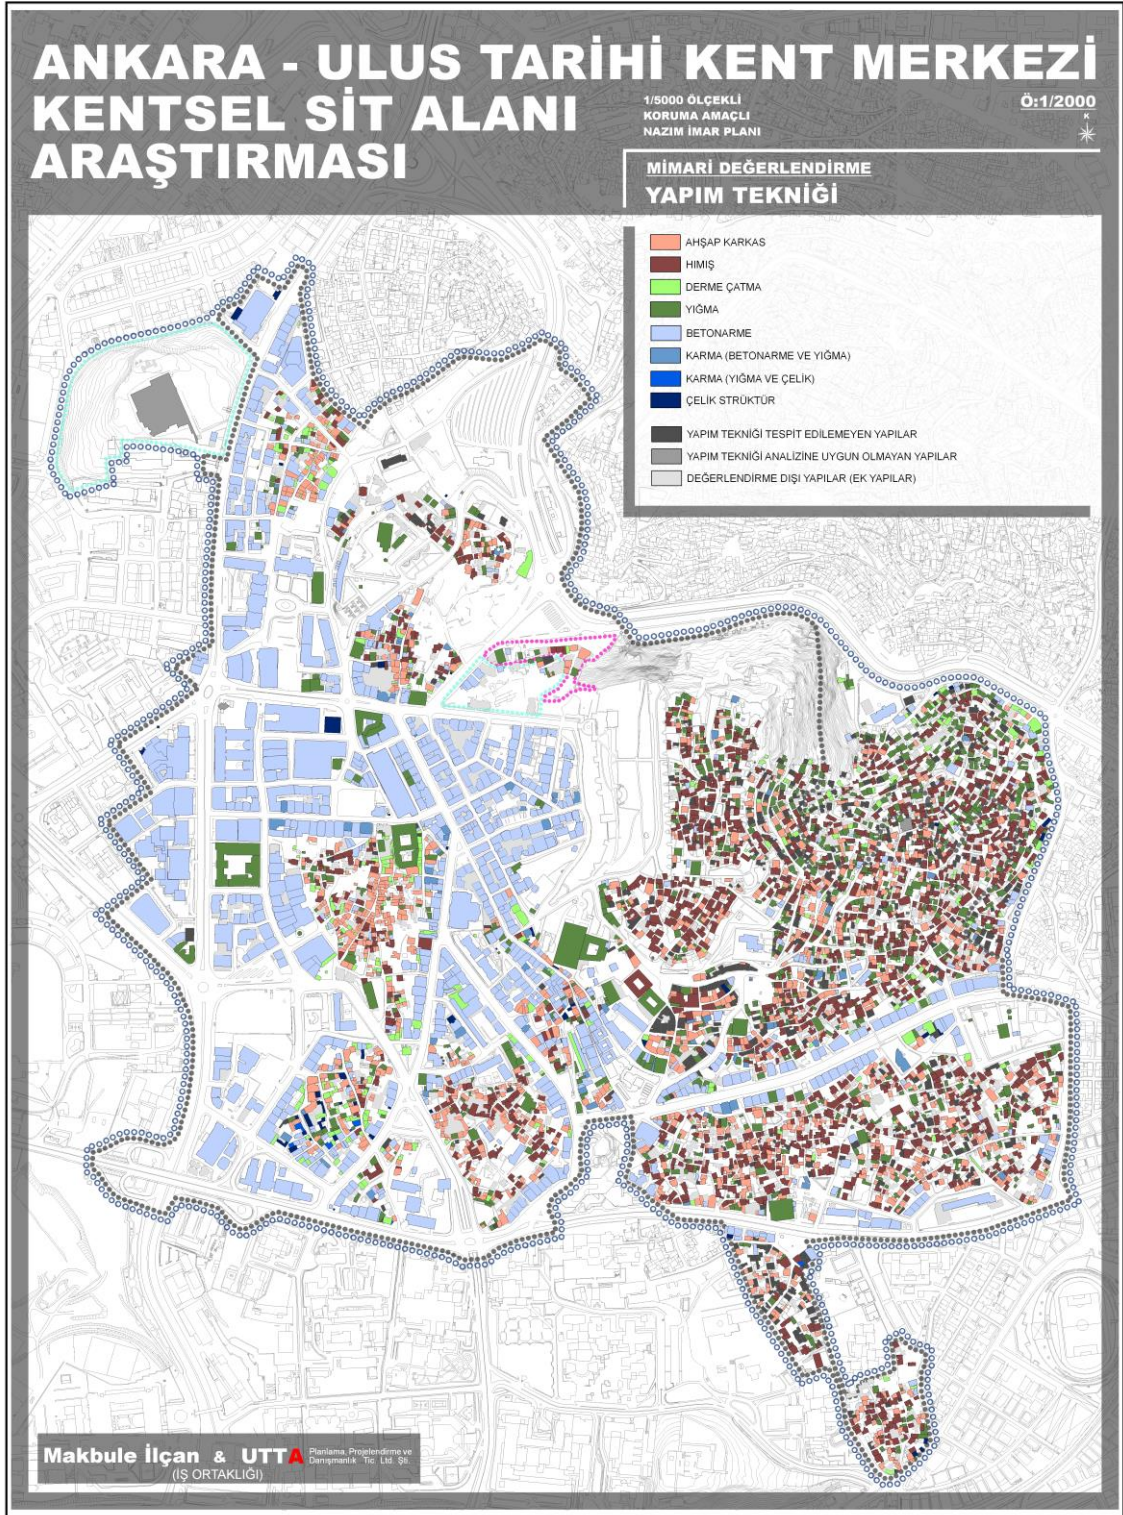 ANKARA - ULUS TARİHİ KENT MERKEZİ
KENTSEL SİT ALANI
ARAŞTIRMASI
1/5000 ÖLÇEKLİ
KORUMA AMAÇLI
NAZIM İMAR PLANI
Ö:1/2000
K
MİMARİ DEĞERLENDİRME
YAPIM TEKNİĞİ
AHŞAP KARKAS
HIMIŞ
DERME ÇATMA
YIĞMA
BETONARME
KARMA (BETONARME VE YIĞMA)
KARMA (YIĞMA VE ÇELİK)
ÇELİK STRÜKTÜR
YAPIM TEKNİĞİ TESPİT EDİLEMEYEN YAPILAR
YAPIM TEKNİĞİ ANALİZİNE UYGUN OLMAYAN YAPILAR
DEĞERLENDİRME DIŞI YAPILAR (EK YAPILAR)
Makbule İlçan & UTTA Planlama, Projelendirme ve
Danışmanlık Tic. Ltd. Şti.
(İŞ ORTAKLIĞI)